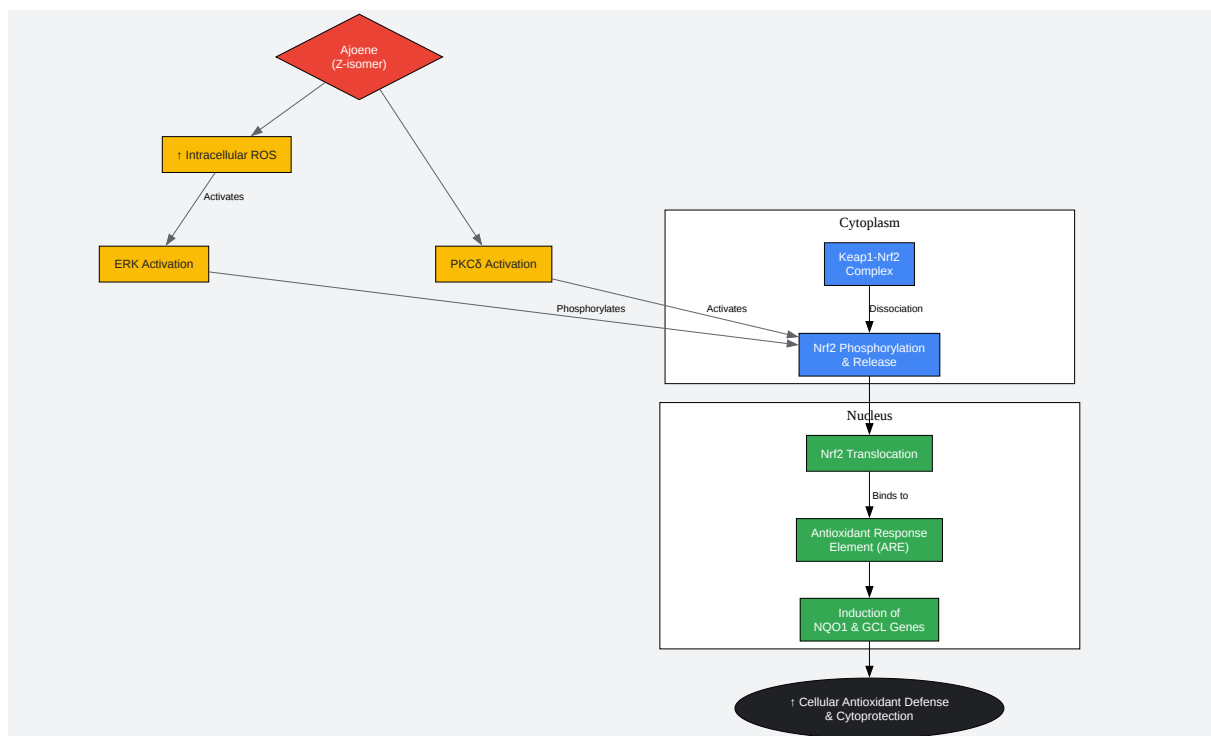 Ajoene
(Z-isomer)
↑ Intracellular ROS
Activates
ERK Activation
PKCδ Activation
Phosphorylates
Activates
Cytoplasm
Keap1-Nrf2
Complex
Dissociation
Nrf2 Phosphorylation
& Release
Nucleus
Nrf2 Translocation
Binds to
Antioxidant Response
Element (ARE)
Induction of
NQO1 & GCL Genes
↑ Cellular Antioxidant Defense
& Cytoprotection